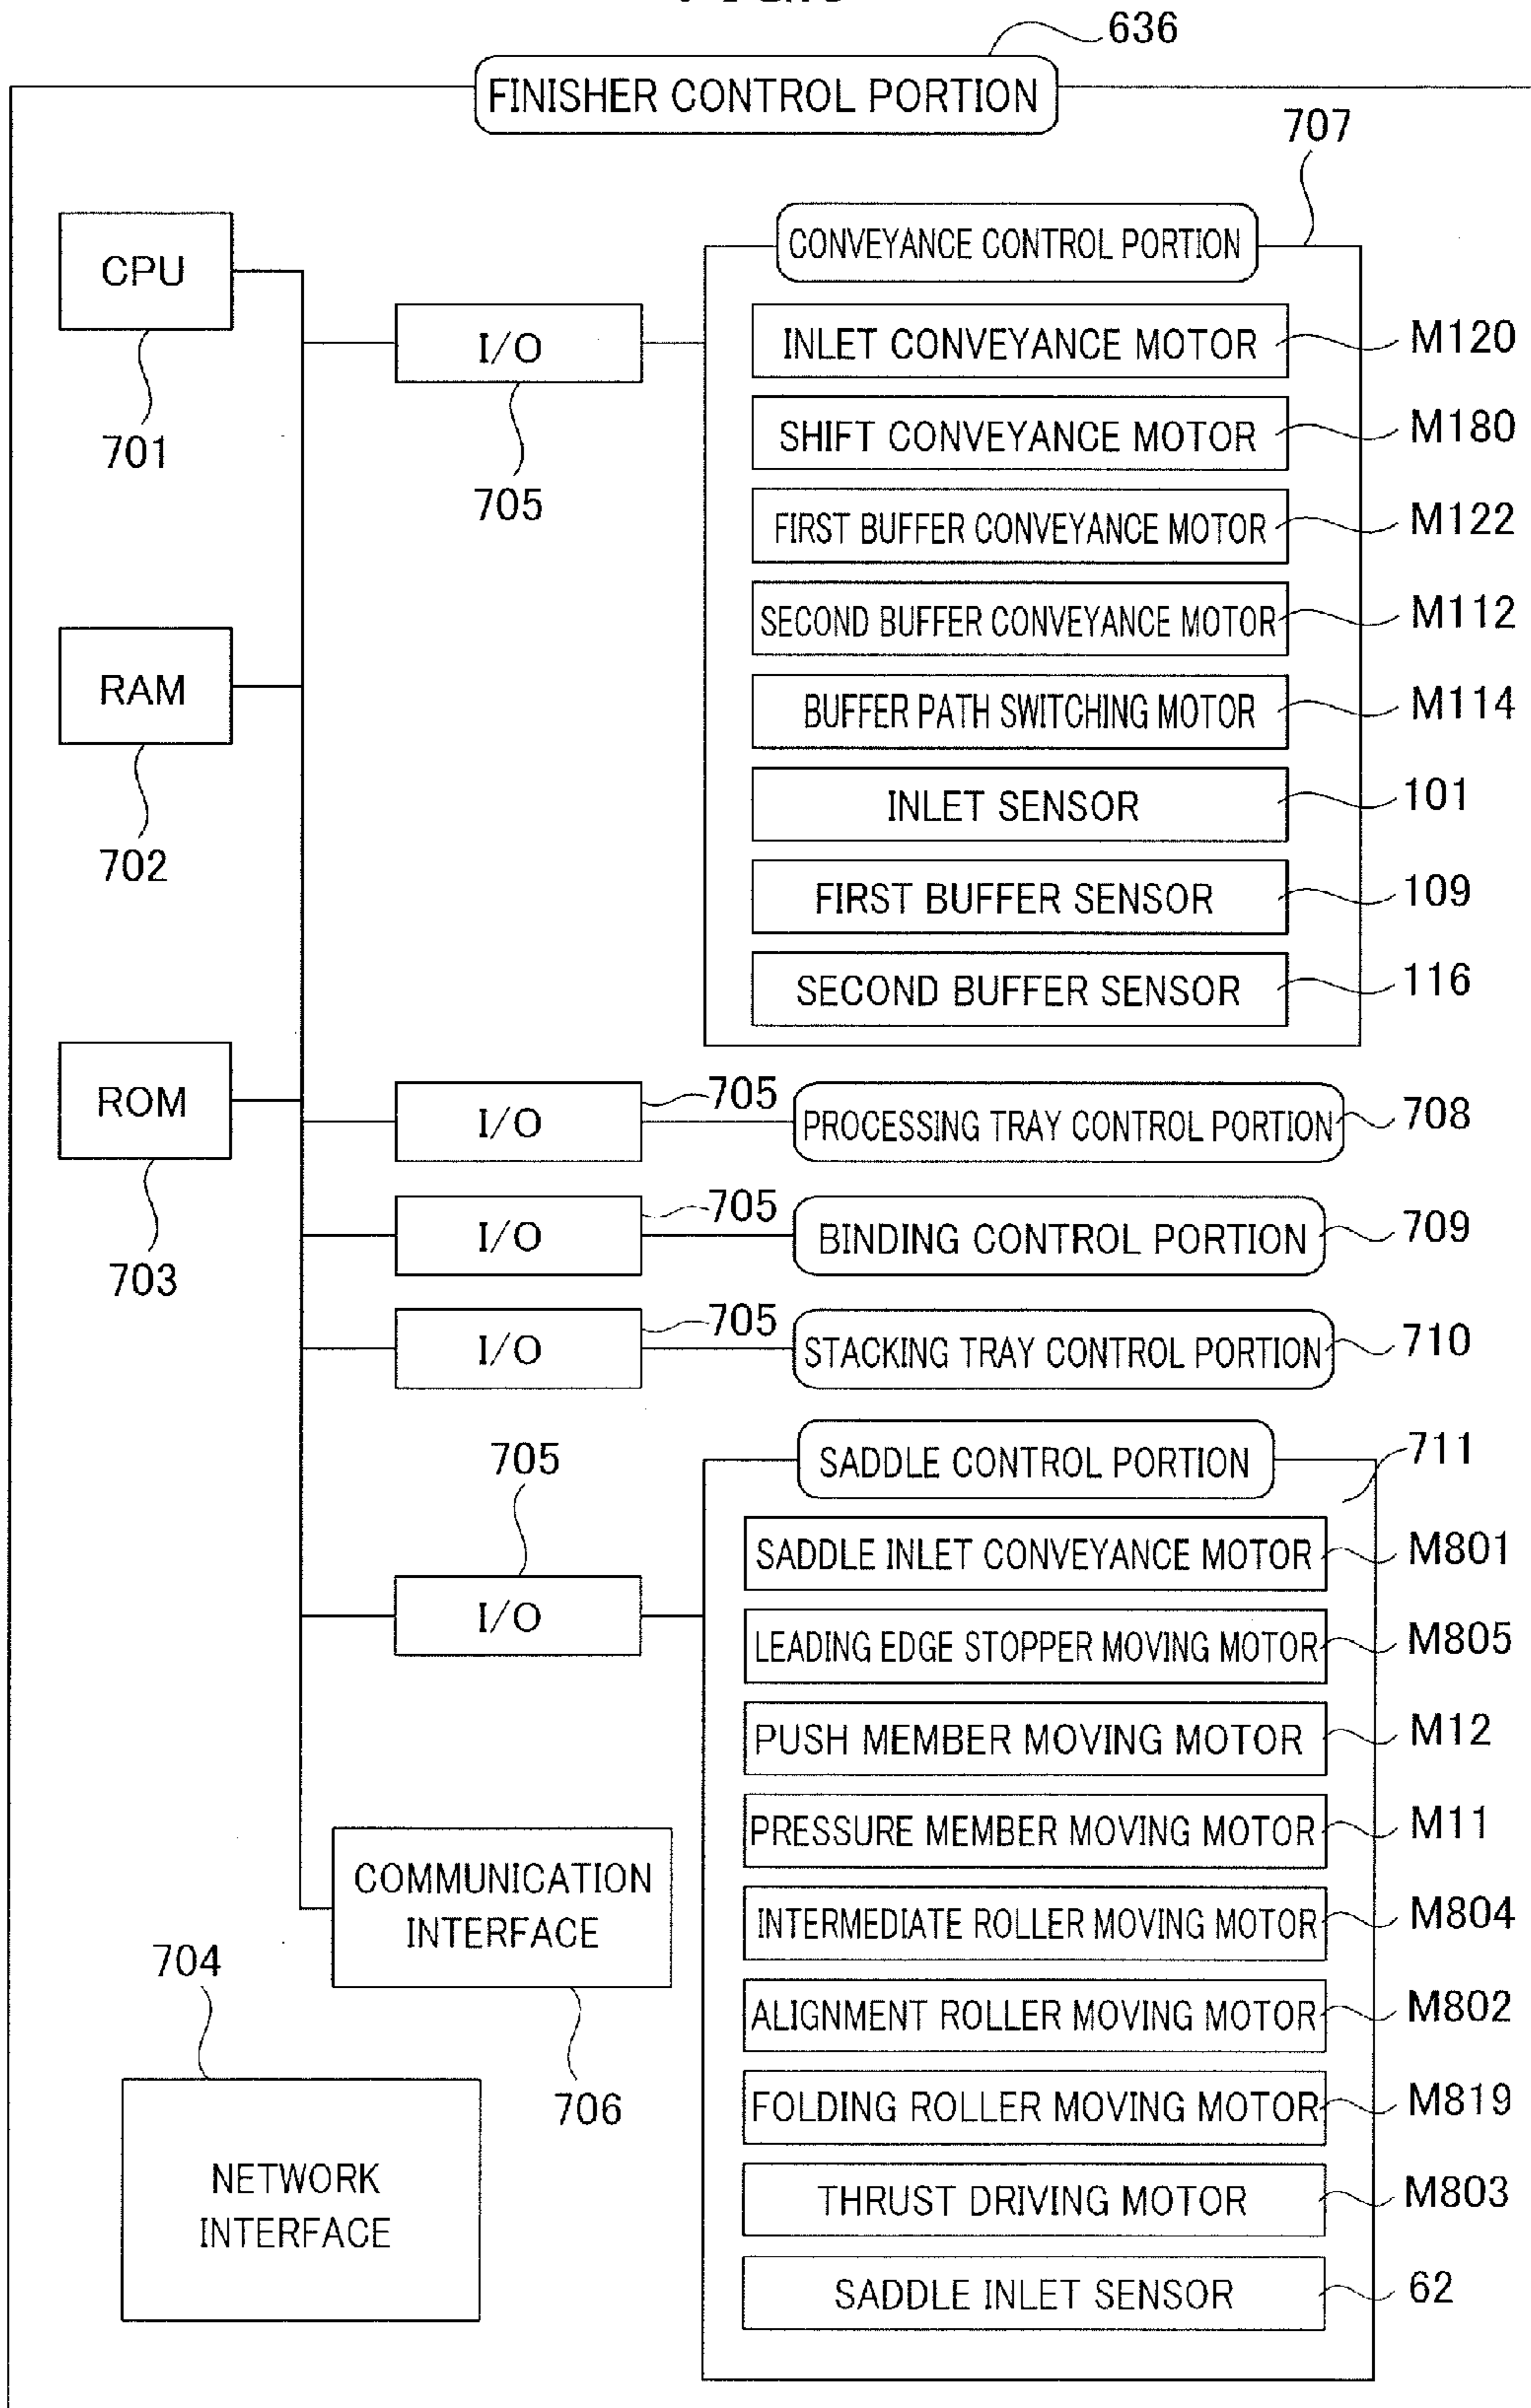 636
FINISHER CONTROL PORTION
707
CPU
701
RAM
702
ROM
703
I/O
705
CONVEYANCE CONTROL PORTION
INLET CONVEYANCE MOTOR M120
SHIFT CONVEYANCE MOTOR M180
FIRST BUFFER CONVEYANCE MOTOR M122
SECOND BUFFER CONVEYANCE MOTOR M112
BUFFER PATH SWITCHING MOTOR M114
INLET SENSOR 101
FIRST BUFFER SENSOR 109
SECOND BUFFER SENSOR 116
I/O 705 PROCESSING TRAY CONTROL PORTION 708
I/O 705 BINDING CONTROL PORTION 709
I/O 705 STACKING TRAY CONTROL PORTION 710
705
I/O
SADDLE CONTROL PORTION 711
SADDLE INLET CONVEYANCE MOTOR M801
LEADING EDGE STOPPER MOVING MOTOR M805
PUSH MEMBER MOVING MOTOR M12
PRESSURE MEMBER MOVING MOTOR M11
INTERMEDIATE ROLLER MOVING MOTOR M804
ALIGNMENT ROLLER MOVING MOTOR M802
FOLDING ROLLER MOVING MOTOR M819
THRUST DRIVING MOTOR M803
SADDLE INLET SENSOR 62
COMMUNICATION
INTERFACE
706
704
NETWORK
INTERFACE